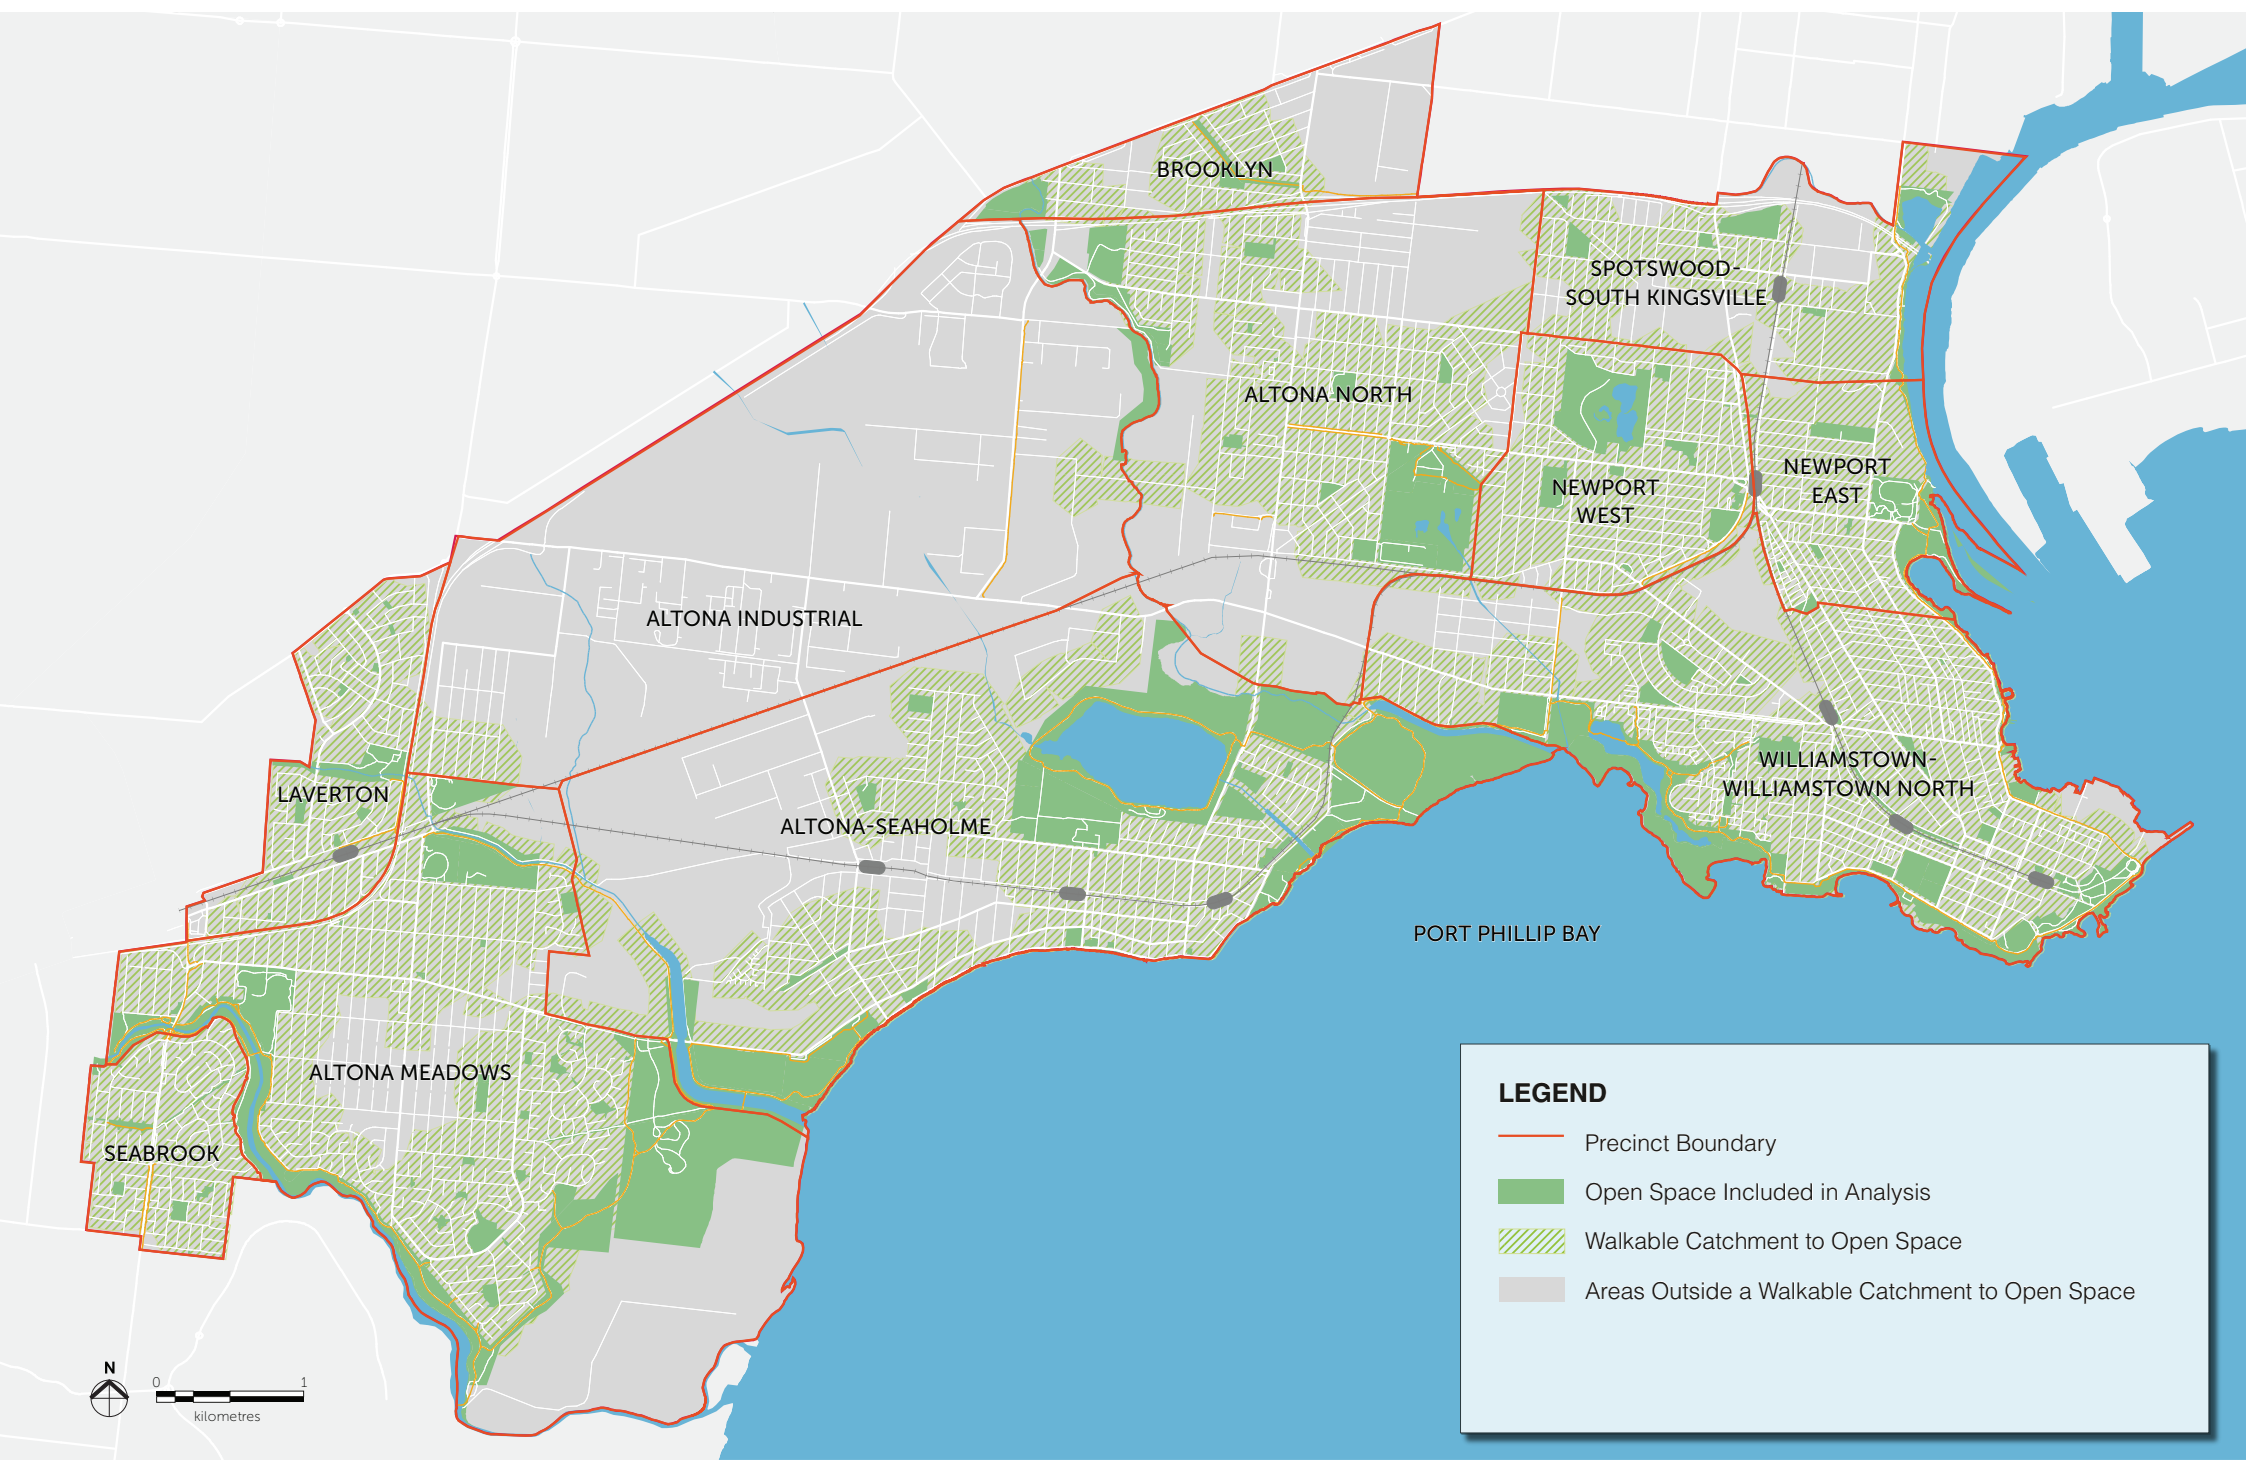 BROOKLYN
SPOTSWOOD-
SOUTH KINGSVILLE
ALTONA NORTH
NEWPORT
EAST
NEWPORT
WEST
ALTONA INDUSTRIAL
WILLIAMSTOWN-
WILLIAMSTOWN NORTH
LAVERTON
ALTONA-SEAHOLME
PORT PHILLIP BAY
ALTONA MEADOWS
SEABROOK
LEGEND
Precinct Boundary
Open Space Included in Analysis
Walkable Catchment to Open Space
Areas Outside a Walkable Catchment to Open Space
N
0 1
kilometres